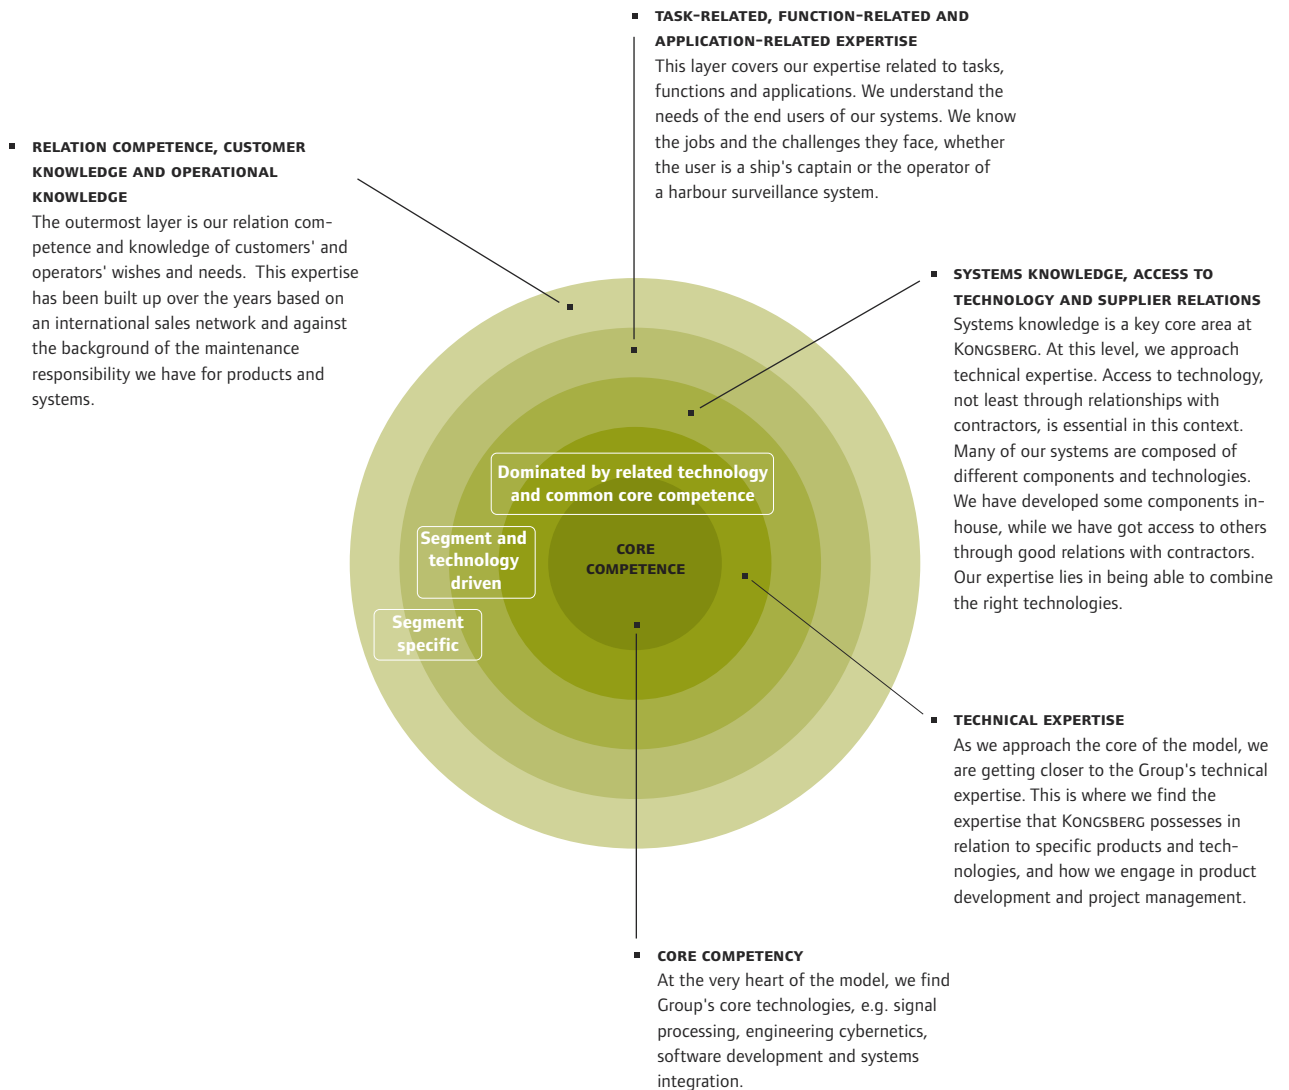 TASK-RELATED, FUNCTION-RELATED AND
APPLICATION-RELATED EXPERTISE
This layer covers our expertise related to tasks,
functions and applications. We understand the
needs of the end users of our systems. We know
the jobs and the challenges they face, whether
the user is a ship's captain or the operator of
a harbour surveillance system.
RELATION COMPETENCE, CUSTOMER
KNOWLEDGE AND OPERATIONAL
KNOWLEDGE
The outermost layer is our relation com-
petence and knowledge of customers' and
operators' wishes and needs. This expertise
has been built up over the years based on
an international sales network and against
the background of the maintenance
responsibility we have for products and
systems.
SYSTEMS KNOWLEDGE, ACCESS TO
TECHNOLOGY AND SUPPLIER RELATIONS
Systems knowledge is a key core area at
KONGSBERG. At this level, we approach
technical expertise. Access to technology,
not least through relationships with
contractors, is essential in this context.
Many of our systems are composed of
different components and technologies.
We have developed some components in-
house, while we have got access to others
through good relations with contractors.
Our expertise lies in being able to combine
the right technologies.
Dominated by related technology
and common core competence
Segment and
technology
driven
CORE
COMPETENCE
Segment
specific
TECHNICAL EXPERTISE
As we approach the core of the model, we
are getting closer to the Group's technical
expertise. This is where we find the
expertise that KONGSBERG possesses in
relation to specific products and tech-
nologies, and how we engage in product
development and project management.
CORE COMPETENCY
At the very heart of the model, we find
Group's core technologies, e.g. signal
processing, engineering cybernetics,
software development and systems
integration.